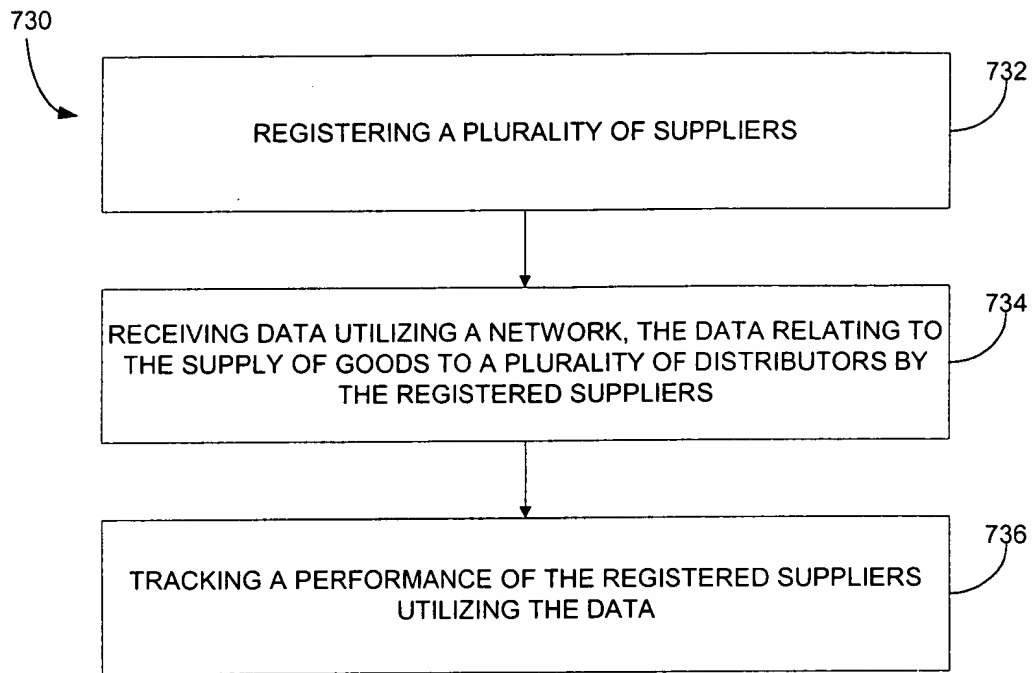 730
732
REGISTERING A PLURALITY OF SUPPLIERS
734
RECEIVING DATA UTILIZING A NETWORK, THE DATA RELATING TO
THE SUPPLY OF GOODS TO A PLURALITY OF DISTRIBUTORS BY
THE REGISTERED SUPPLIERS
736
TRACKING A PERFORMANCE OF THE REGISTERED SUPPLIERS
UTILIZING THE DATA